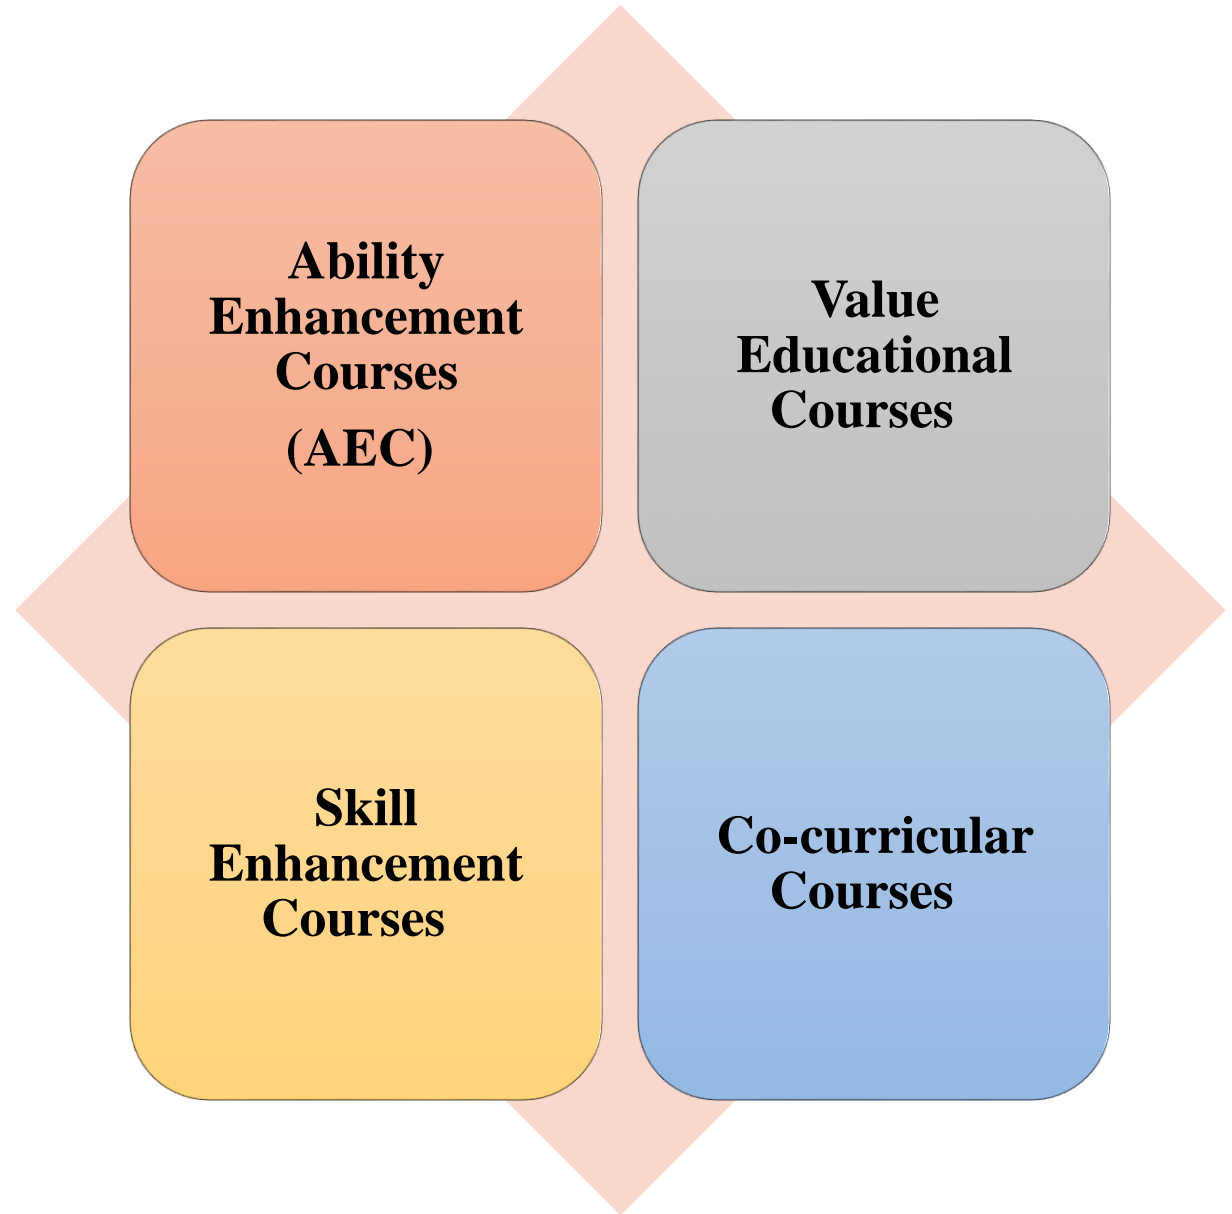 Ability
Enhancement
Courses
(AEC)
Value
Educational
Courses
Skill
Enhancement
Courses
Co-curricular
Courses